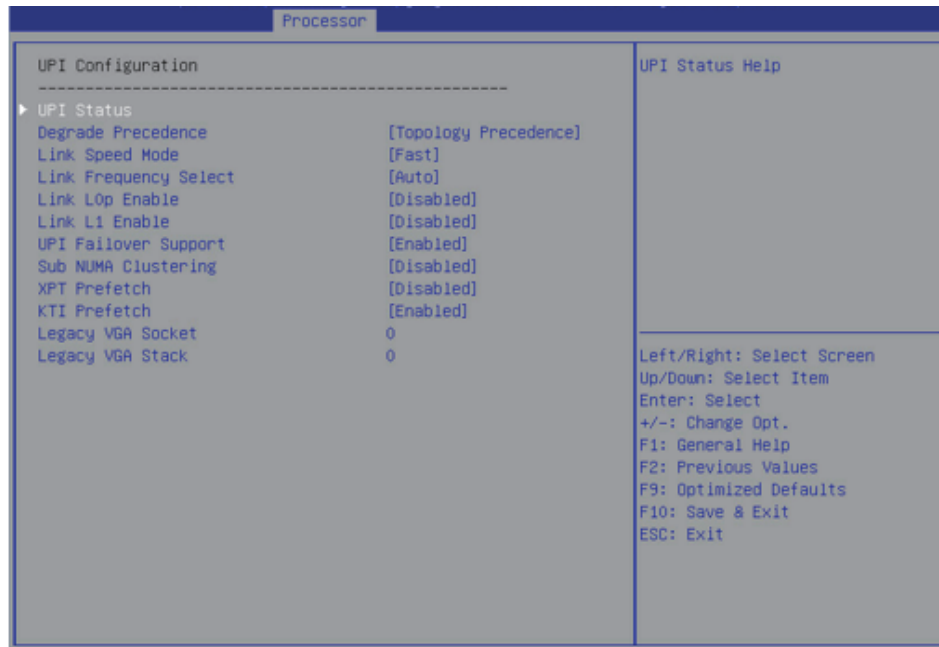 Processor
UPI Configuration
--------------------------------------------------
UPI Status
Degrade Precedence [Topology Precedence]
Link Speed Mode [Fast]
Link Frequency Select [Auto]
Link L0p Enable [Disabled]
Link L1 Enable [Disabled]
UPI Failover Support [Enabled]
Sub NUMA Clustering [Disabled]
XPT Prefetch [Disabled]
KTI Prefetch [Enabled]
Legacy VGA Socket 0
Legacy VGA Stack 0
UPI Status Help
Left/Right: Select Screen
Up/Down: Select Item
Enter: Select
+/-: Change Opt.
F1: General Help
F2: Previous Values
F9: Optimized Defaults
F10: Save & Exit
ESC: Exit